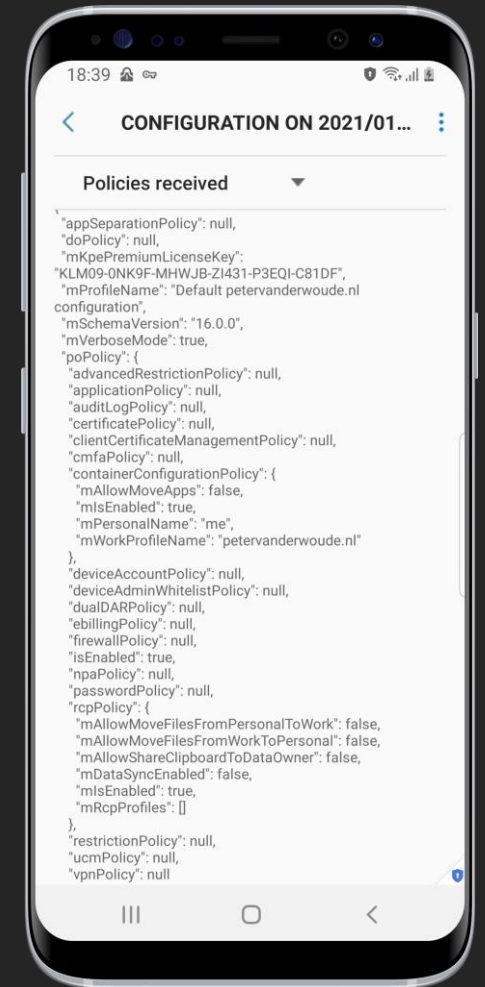 18:39
CONFIGURATION ON 2021/01...
Policies received
{
"appSeparationPolicy": null,
"doPolicy": null,
"mKpePremiumLicenseKey":
"KLM09-0NK9F-MHWJB-ZI431-P3EQI-C81DF",
"mProfileName": "Default petervanderwoude.nl
configuration",
"mSchemaVersion": "16.0.0",
"mVerboseMode": true,
"poPolicy": {
"advancedRestrictionPolicy": null,
"applicationPolicy": null,
"auditLogPolicy": null,
"certificatePolicy": null,
"clientCertificateManagementPolicy": null,
"cmfaPolicy": null,
"containerConfigurationPolicy": {
"mAllowMoveApps": false,
"mIsEnabled": true,
"mPersonalName": "me",
"mWorkProfileName": "petervanderwoude.nl"
},
"deviceAccountPolicy": null,
"deviceAdminWhitelistPolicy": null,
"dualDARPolicy": null,
"ebillingPolicy": null,
"firewallPolicy": null,
"isEnabled": true,
"npaPolicy": null,
"passwordPolicy": null,
"rcpPolicy": {
"mAllowMoveFilesFromPersonalToWork": false,
"mAllowMoveFilesFromWorkToPersonal": false,
"mAllowShareClipboardToDataOwner": false,
"mDataSyncEnabled": false,
"mIsEnabled": true,
"mRcpProfiles": []
},
"restrictionPolicy": null,
"ucmPolicy": null,
"vpnPolicy": null